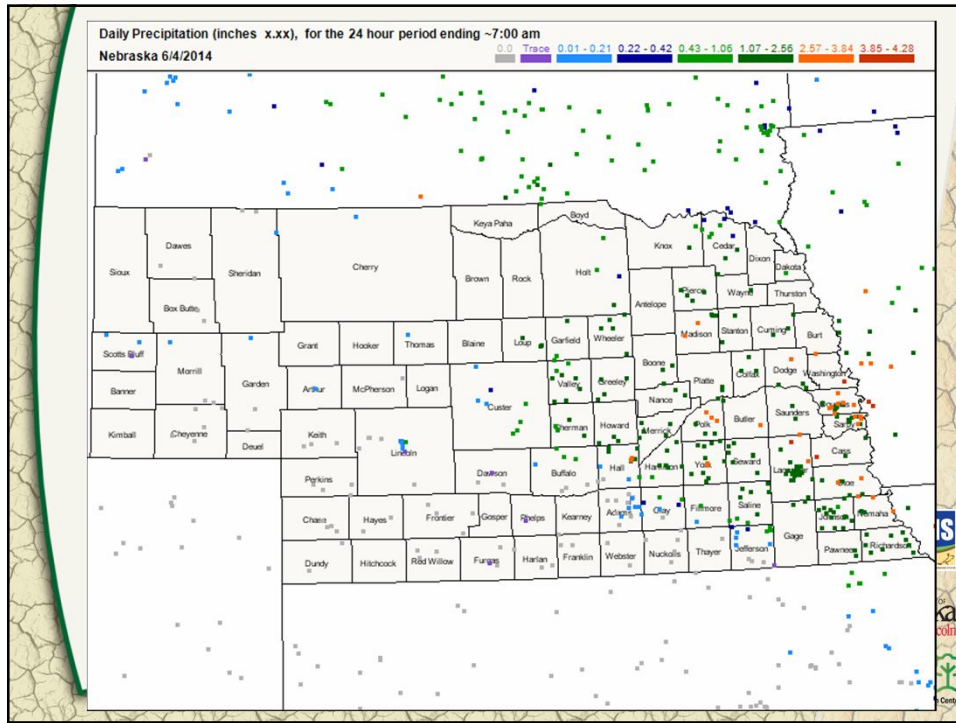 Daily Precipitation (inches x.xx), for the 24 hour period ending ~7:00 am
Nebraska 6/4/2014
0.0 Trace 0.01 - 0.21 0.22 - 0.42 0.43 - 1.06 1.07 - 2.56 2.57 - 3.84 3.85 - 4.28
Keya Paha Boyd
Dawes Knox Cedar
Sioux Sheridan Cherry Brown Rock Holt Dixon Dakota
Box Butte Antelope Pierce Wayne Thurston
Scotts Bluff Grant Hooker Thomas Blaine Loup Garfield Wheeler Madison Stanton Cuming Burt
Morrill Boone
Banner Garden Arthur McPherson Logan Valley Greeley Platte Colfax Dodge Washington
Custer Nance
Kimball Cheyenne Deuel Keith Lincoln Sherman Howard Merrick Polk Butler Saunders Douglas
Sarpy
Perkins Dawson Buffalo Hall Hamilton York Seward Lancaster Cass
Otoe
Chase Hayes Frontier Gosper Phelps Kearney Adams Clay Fillmore Saline Johnson Nemaha
Dundy Hitchcock Red Willow Furnas Harlan Franklin Webster Nuckolls Thayer Jefferson Gage Pawnee Richardson